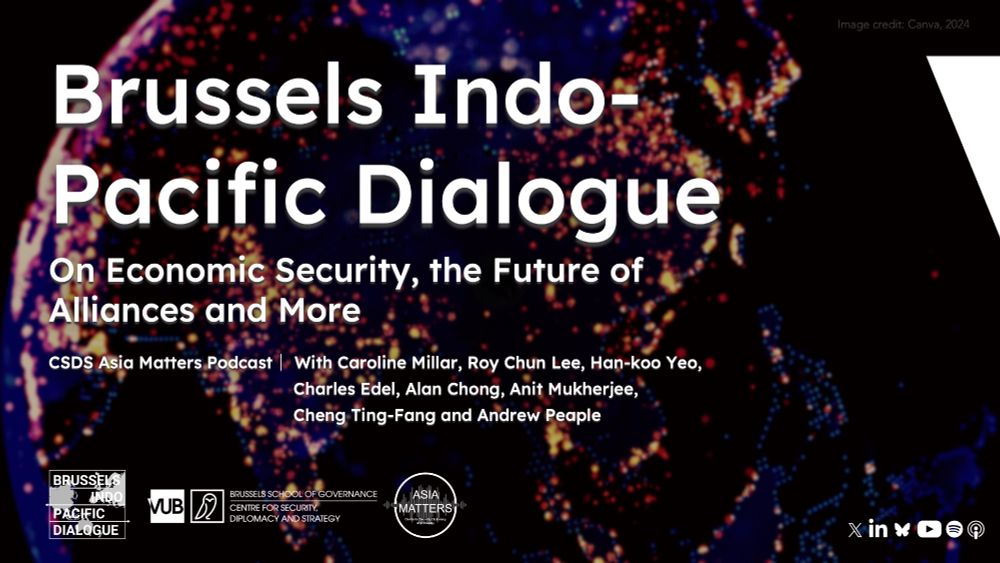 Image credit: Canva, 2024
Brussels Indo-
Pacific Dialogue
On Economic Security, the Future of
Alliances and More
CSDS Asia Matters Podcast | With Caroline Millar, Roy Chun Lee, Han-koo Yeo,
Charles Edel, Alan Chong, Anit Mukherjee,
Cheng Ting-Fang and Andrew Peaple
BRUSSELS
INDO
PACIFIC
DIALOGUE
VUB
BRUSSELS SCHOOL OF GOVERNANCE
CENTRE FOR SECURITY,
DIPLOMACY AND STRATEGY
ASIA
MATTERS